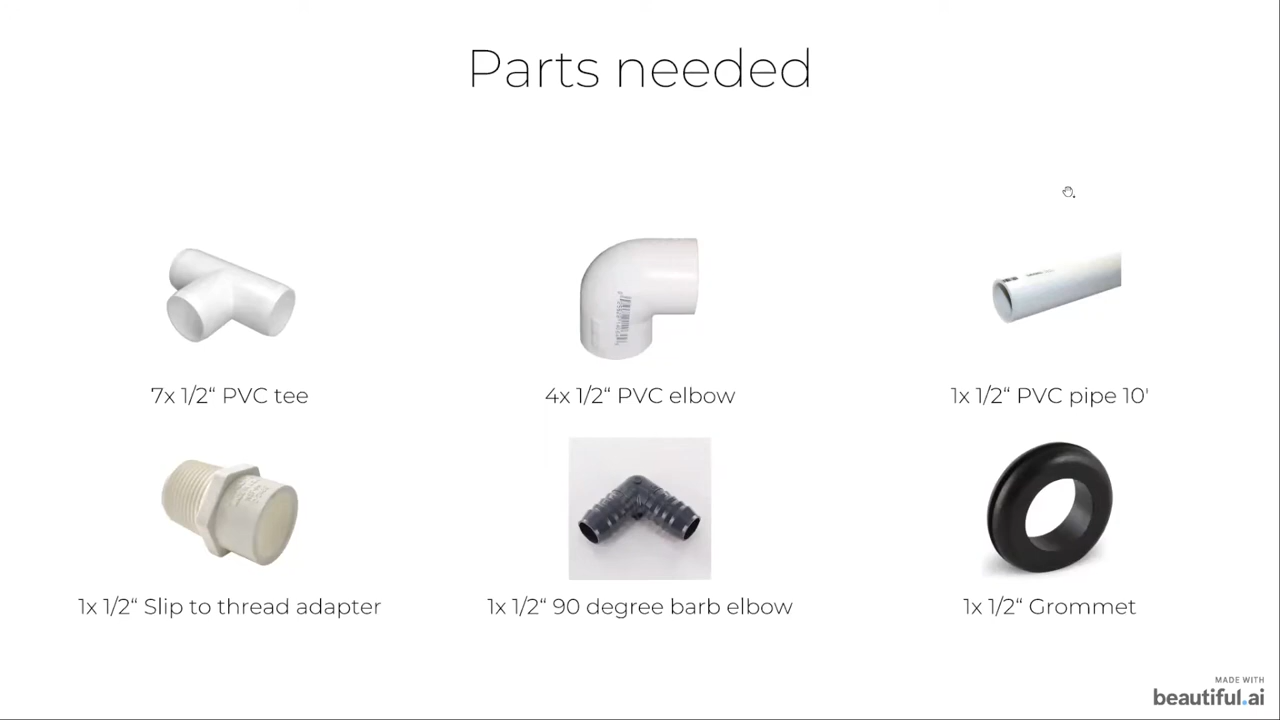 Parts needed
7x 1/2“ PVC tee
4x 1/2“ PVC elbow
1x 1/2“ PVC pipe 10'
1x 1/2“ Slip to thread adapter
1x 1/2“ 90 degree barb elbow
1x 1/2“ Grommet
MADE WITH
beautiful.ai